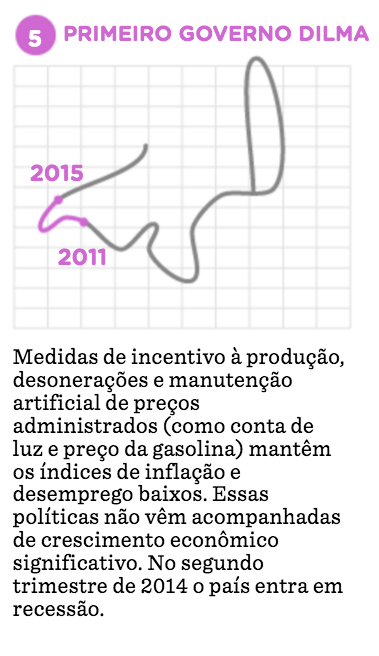 5 PRIMEIRO GOVERNO DILMA
2015
2011
Medidas de incentivo à produção,
desonerações e manutenção
artificial de preços
administrados (como conta de
luz e preço da gasolina) mantêm
os índices de inflação e
desemprego baixos. Essas
políticas não vêm acompanhadas
de crescimento econômico
significativo. No segundo
trimestre de 2014 o país entra em
recessão.